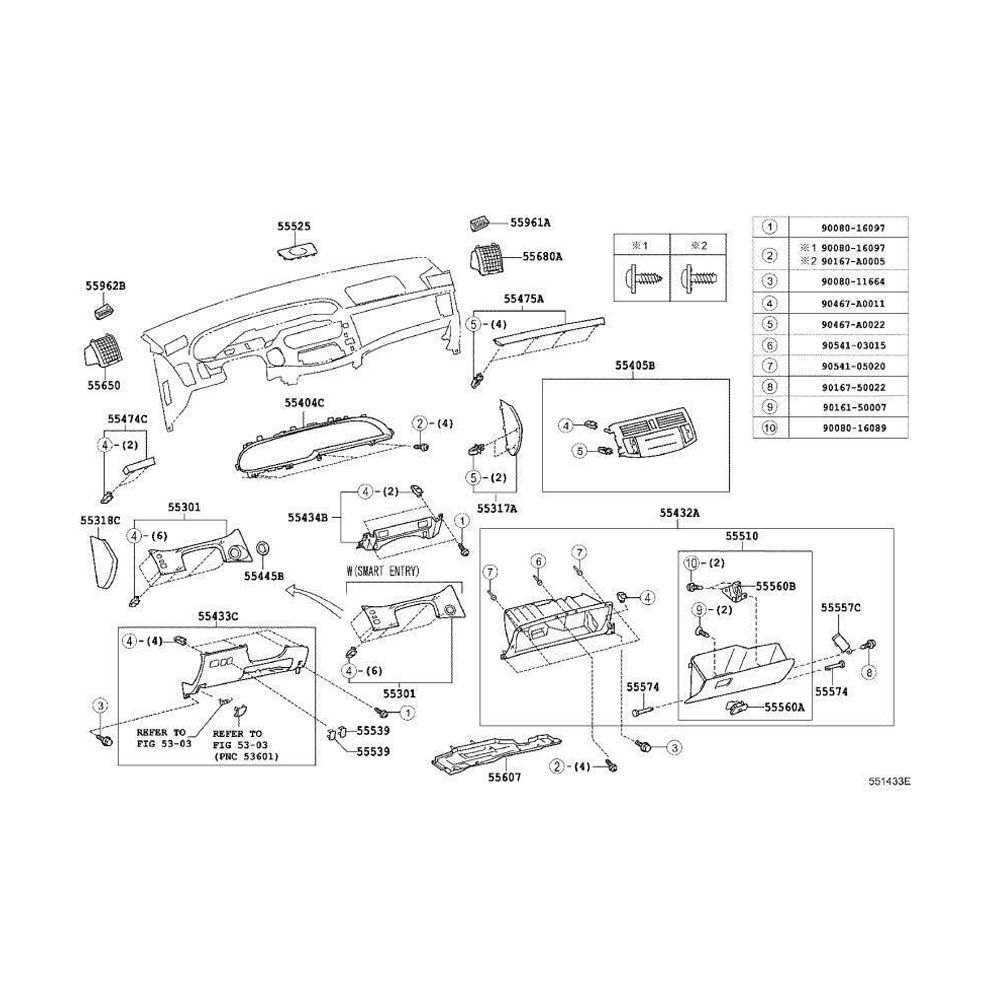 55525
55961A
55680A
※1 ※2
① 90080-16097
② ※1 90080-16097
※2 90167-A0005
③ 90080-11664
④ 90467-A0011
⑤ 90467-A0022
⑥ 90541-03015
⑦ 90541-05020
⑧ 90167-50022
⑨ 90161-50007
⑩ 90080-16089
55962B
55650
55475A
⑤-(4)
55405B
④
⑤
55404C
②-(4)
55474C
④-(2)
⑤-(2)
55317A
55301
④-(6)
55318C
55445B
④-(2)
55434B
①
W(SMART ENTRY)
④-(6)
55301
55432A
⑦
⑥
⑦
④
55510
⑩-(2)
55560B
⑨-(2)
55557C
⑧
55574
55574
55560A
55433C
④-(4)
③
①
REFER TO
FIG 53-03
REFER TO
FIG 53-03
(PNC 53601)
55539
55539
55607
②-(4)
③
551433E